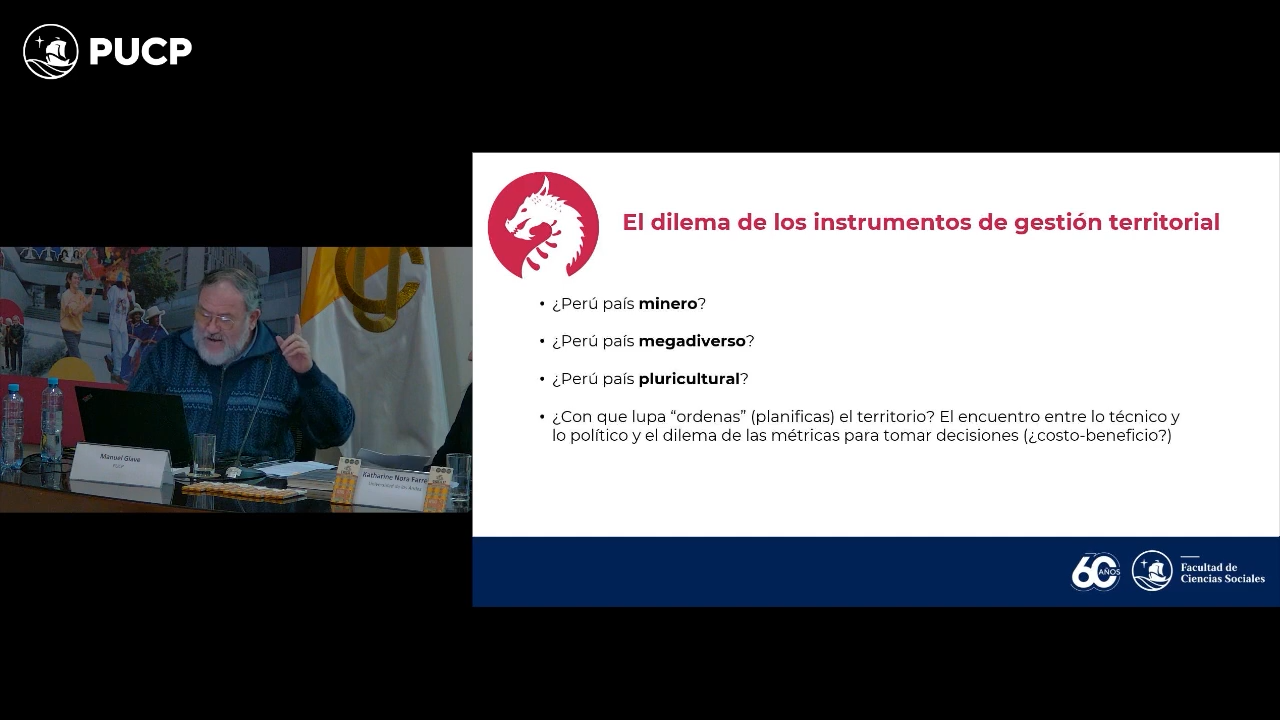 PUCP
El dilema de los instrumentos de gestión territorial
• ¿Perú país minero?
• ¿Perú país megadiverso?
• ¿Perú país pluricultural?
• ¿Con que lupa “ordenas” (planificas) el territorio? El encuentro entre lo técnico y
lo político y el dilema de las métricas para tomar decisiones (¿costo-beneficio?)
Manuel Glave
PUCP
Katharine Nora Farre
60 AÑOS
Facultad de
Ciencias Sociales